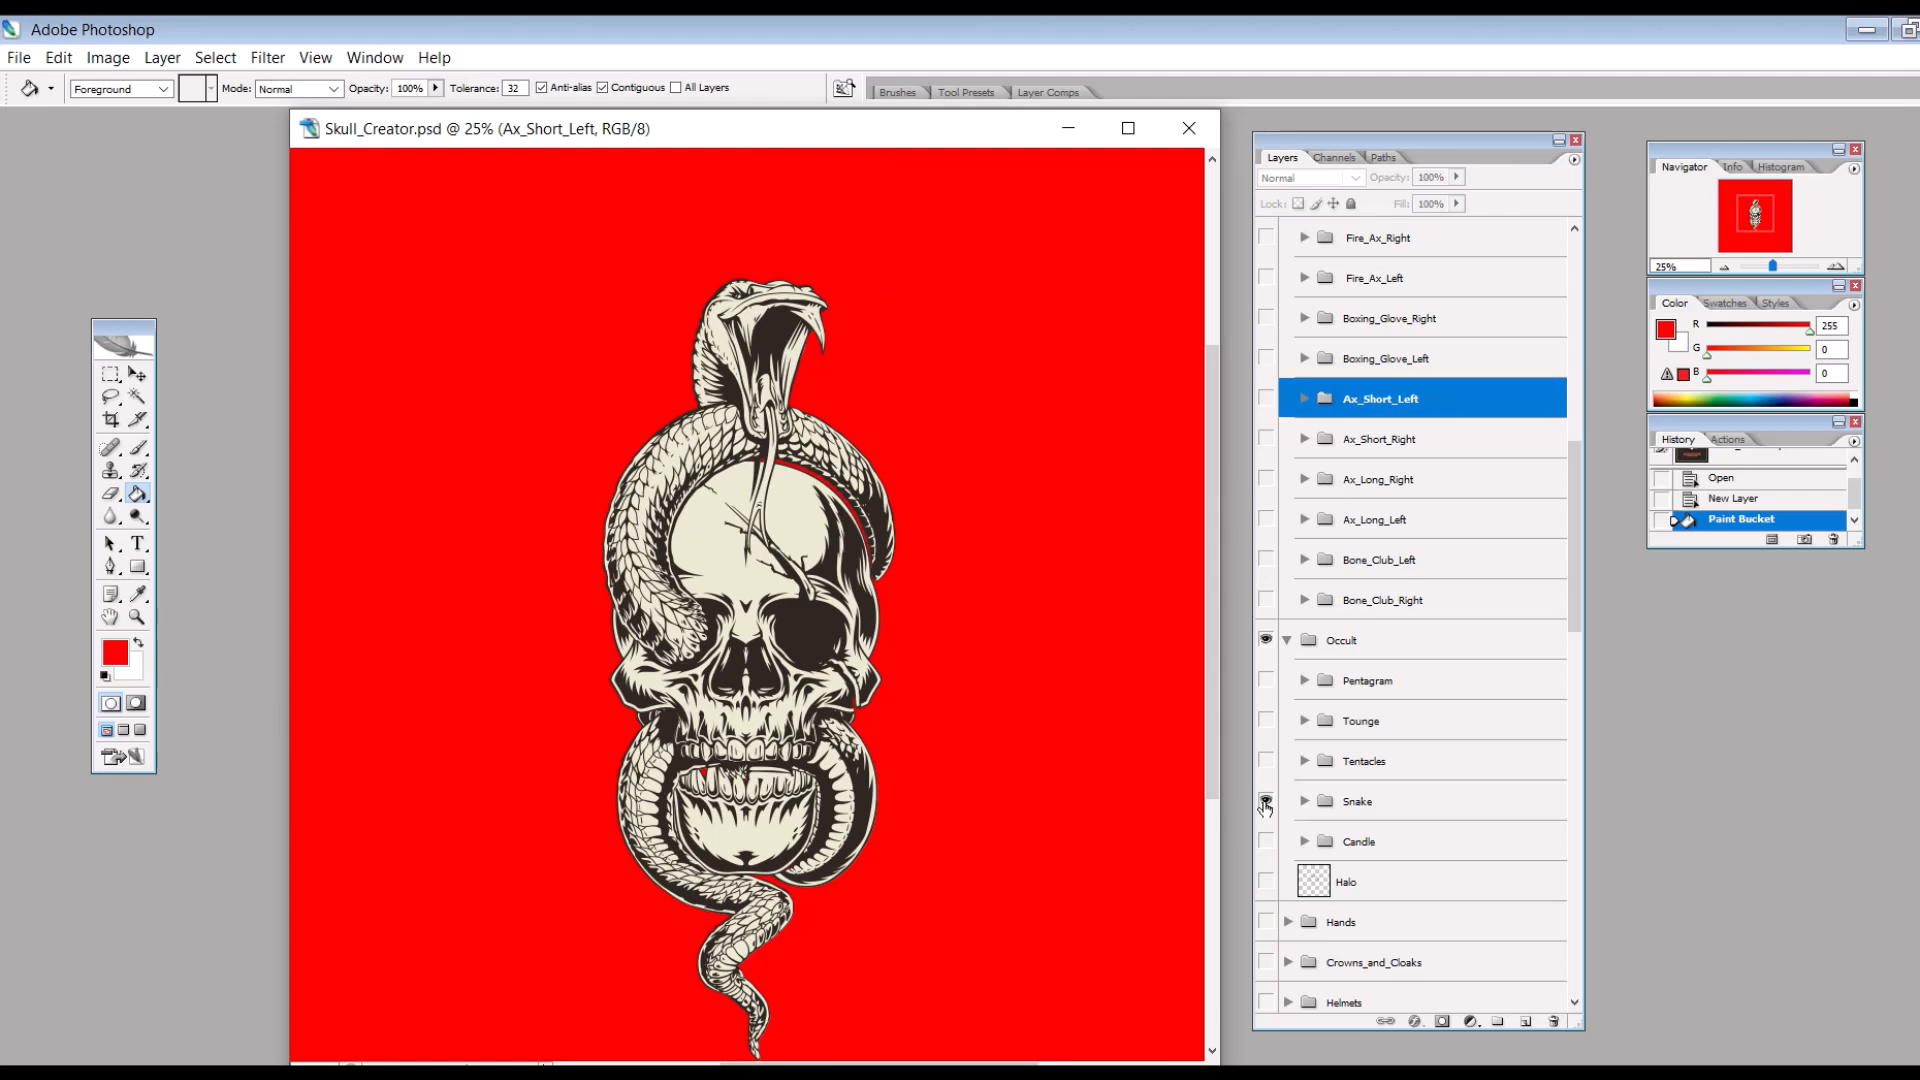 Adobe Photoshop
File Edit Image Layer Select Filter View Window Help
Foreground Mode: Normal Opacity: 100% Tolerance: 32 Anti-alias Contiguous All Layers Brushes Tool Presets Layer Comps
Skull_Creator.psd @ 25% (Ax_Short_Left, RGB/8)
Layers Channels Paths
Normal Opacity: 100%
Lock: Fill: 100%
Fire_Ax_Right
Fire_Ax_Left
Boxing_Glove_Right
Boxing_Glove_Left
Ax_Short_Left
Ax_Short_Right
Ax_Long_Right
Ax_Long_Left
Bone_Club_Left
Bone_Club_Right
Occult
Pentagram
Tounge
Tentacles
Snake
Candle
Halo
Hands
Crowns_and_Cloaks
Helmets
Navigator Info Histogram
25%
Color Swatches Styles
R 255
G 0
B 0
History Actions
Open
New Layer
Paint Bucket